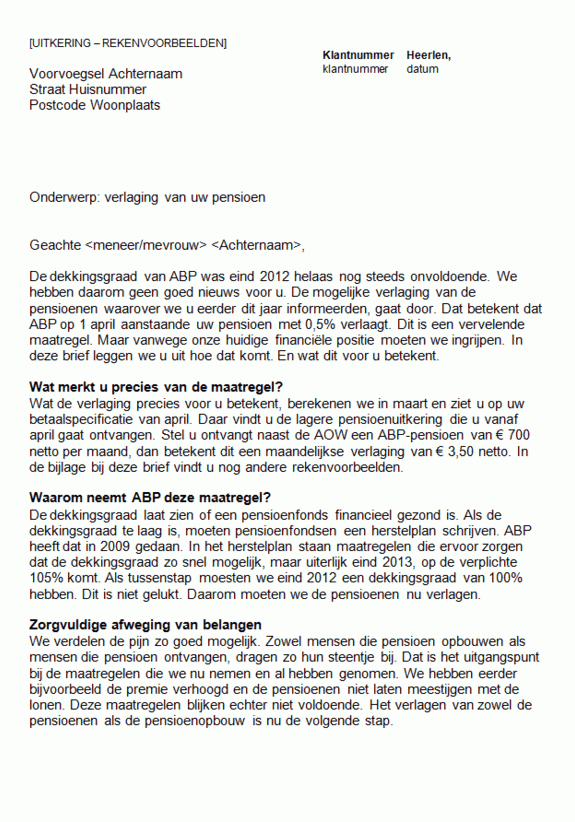 [UITKERING – REKENVOORBEELDEN]
Klantnummer Heerlen,
klantnummer datum
Voorvoegsel Achternaam
Straat Huisnummer
Postcode Woonplaats
Onderwerp: verlaging van uw pensioen
Geachte <meneer/mevrouw> <Achternaam>,
De dekkingsgraad van ABP was eind 2012 helaas nog steeds onvoldoende. We
hebben daarom geen goed nieuws voor u. De mogelijke verlaging van de
pensioenen waarover we u eerder dit jaar informeerden, gaat door. Dat betekent dat
ABP op 1 april aanstaande uw pensioen met 0,5% verlaagt. Dit is een vervelende
maatregel. Maar vanwege onze huidige financiële positie moeten we ingrijpen. In
deze brief leggen we u uit hoe dat komt. En wat dit voor u betekent.
Wat merkt u precies van de maatregel?
Wat de verlaging precies voor u betekent, berekenen we in maart en ziet u op uw
betaalspecificatie van april. Daar vindt u de lagere pensioenuitkering die u vanaf
april gaat ontvangen. Stel u ontvangt naast de AOW een ABP-pensioen van € 700
netto per maand, dan betekent dit een maandelijkse verlaging van € 3,50 netto. In
de bijlage bij deze brief vindt u nog andere rekenvoorbeelden.
Waarom neemt ABP deze maatregel?
De dekkingsgraad laat zien of een pensioenfonds financieel gezond is. Als de
dekkingsgraad te laag is, moeten pensioenfondsen een herstelplan schrijven. ABP
heeft dat in 2009 gedaan. In het herstelplan staan maatregelen die ervoor zorgen
dat de dekkingsgraad zo snel mogelijk, maar uiterlijk eind 2013, op de verplichte
105% komt. Als tussenstap moesten we eind 2012 een dekkingsgraad van 100%
hebben. Dit is niet gelukt. Daarom moeten we de pensioenen nu verlagen.
Zorgvuldige afweging van belangen
We verdelen de pijn zo goed mogelijk. Zowel mensen die pensioen opbouwen als
mensen die pensioen ontvangen, dragen zo hun steentje bij. Dat is het uitgangspunt
bij de maatregelen die we nu nemen en al hebben genomen. We hebben eerder
bijvoorbeeld de premie verhoogd en de pensioenen niet laten meestijgen met de
lonen. Deze maatregelen blijken echter niet voldoende. Het verlagen van zowel de
pensioenen als de pensioenopbouw is nu de volgende stap.